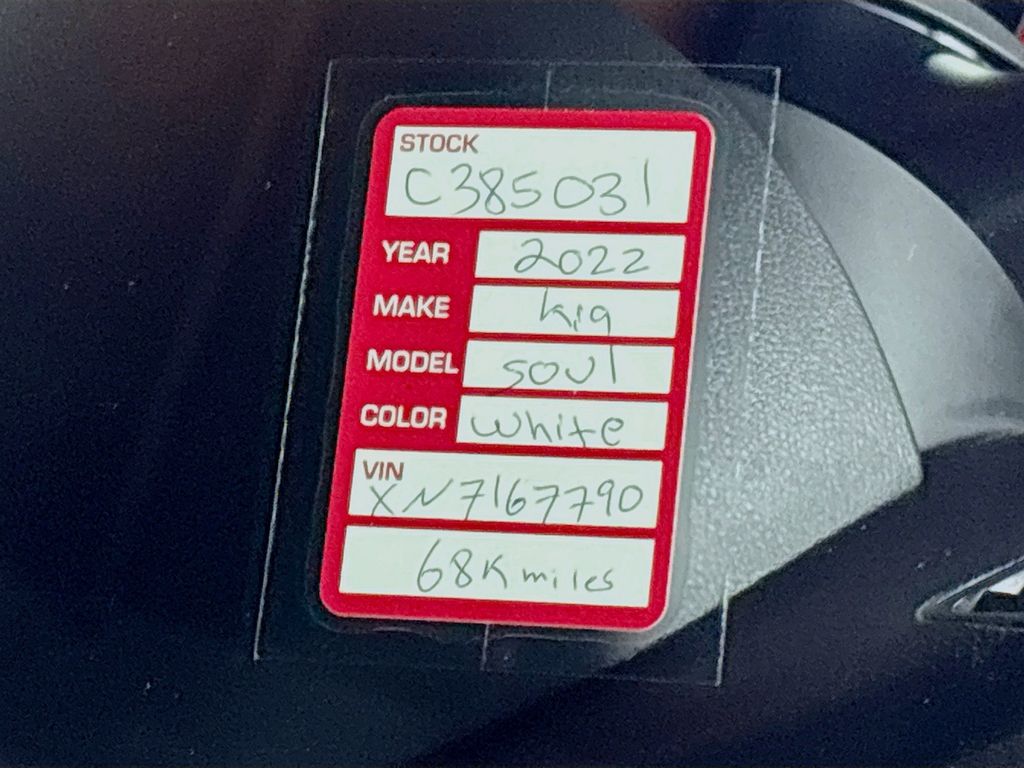 STOCK
C385031
YEAR 2022
MAKE kia
MODEL soul
COLOR white
VIN
XN7167790
68K miles